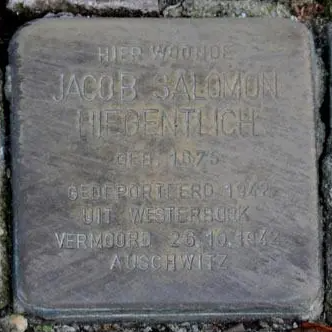 HIER WOONDE
JACOB SALOMON
HIEGENTLICH
GEB. 1875
GEDEPORTEERD 1942
UIT WESTERBORK
VERMOORD 26.10.1942
AUSCHWITZ